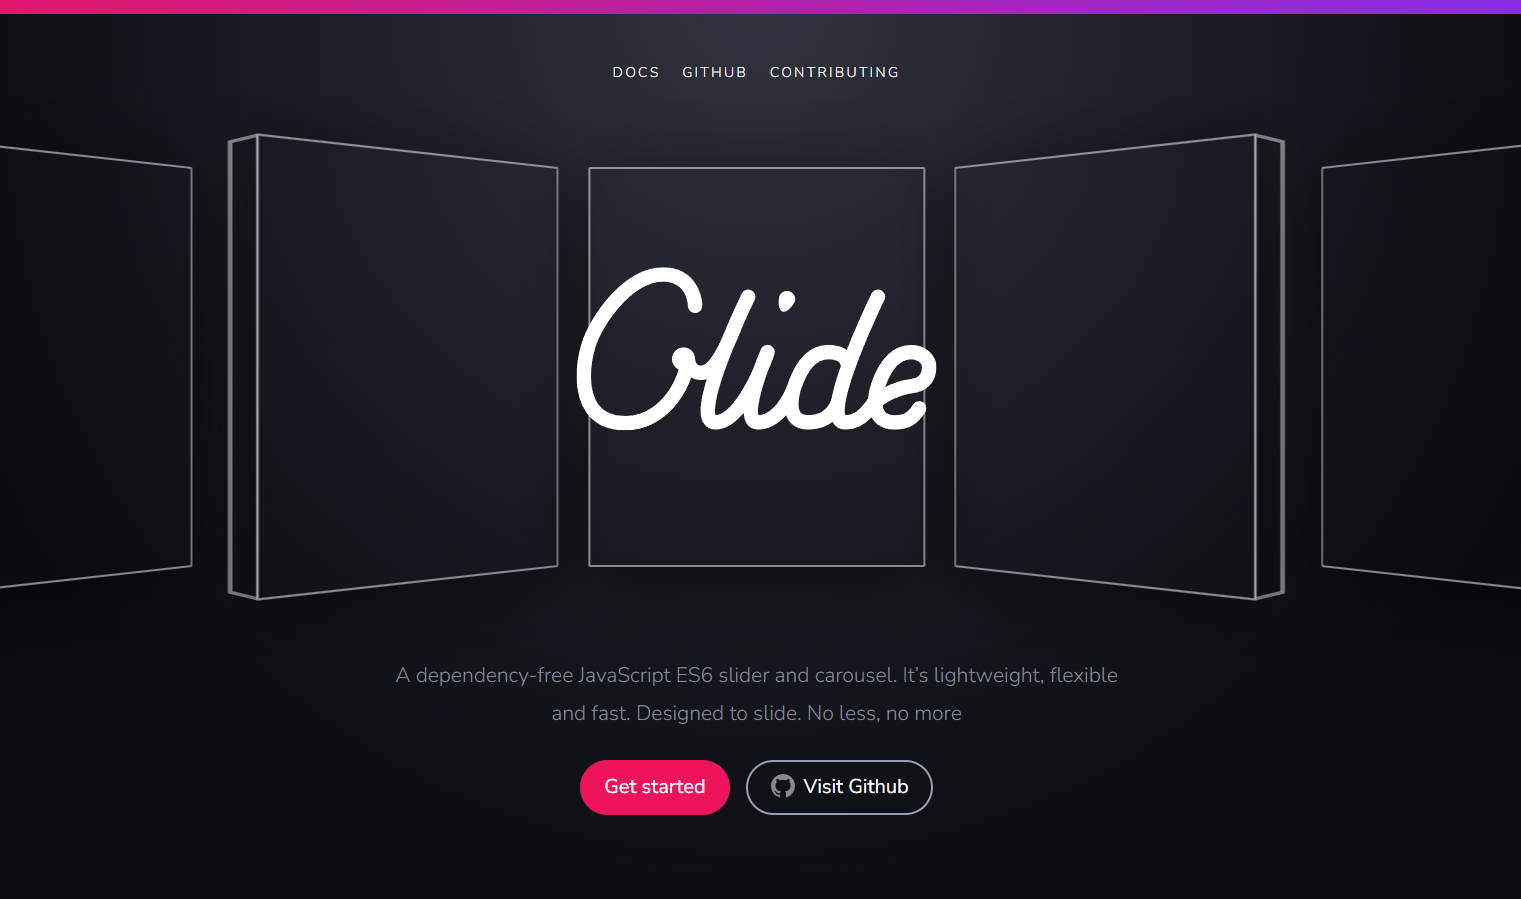 DOCS GITHUB CONTRIBUTING
Glide
A dependency-free JavaScript ES6 slider and carousel. It’s lightweight, flexible
and fast. Designed to slide. No less, no more
Get started Visit Github